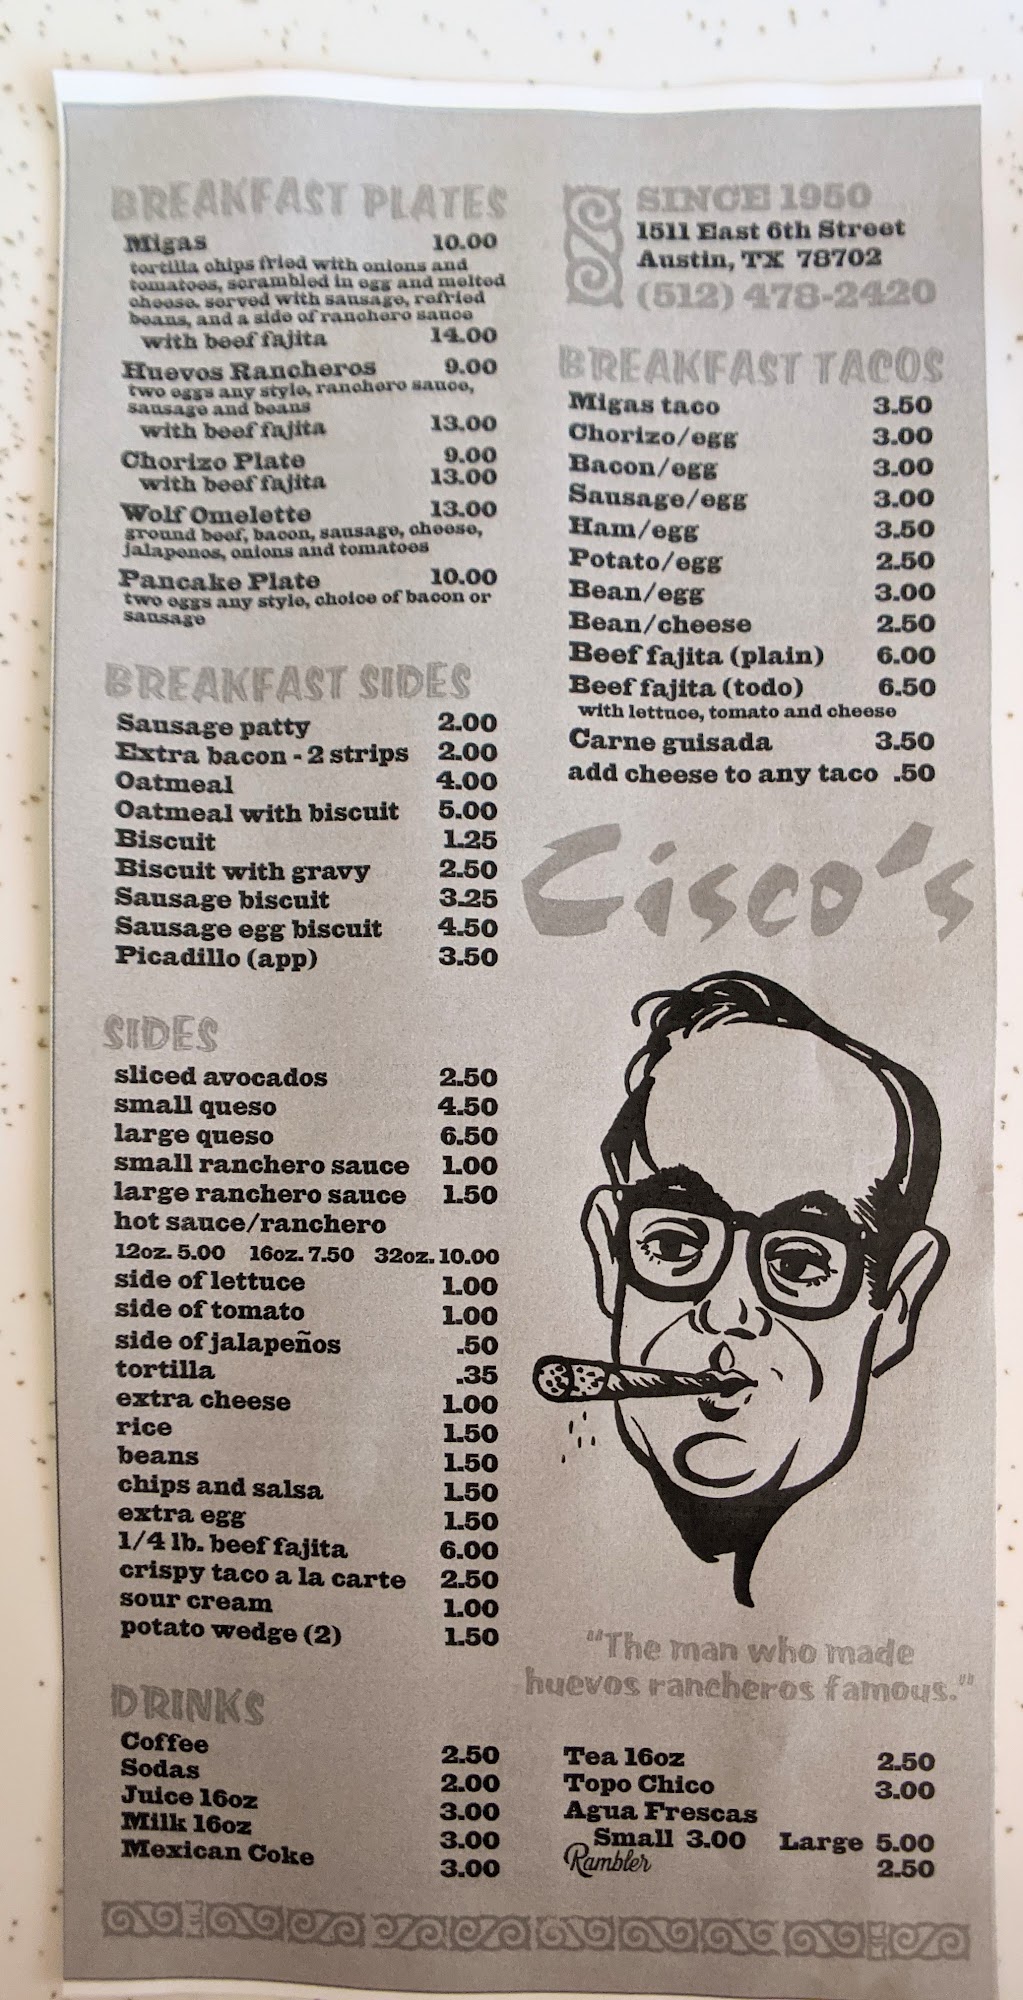 BREAKFAST PLATES
Migas 10.00
tortilla chips fried with onions and
tomatoes, scrambled in egg and melted
cheese. served with sausage, refried
beans, and a side of ranchero sauce
with beef fajita 14.00
Huevos Rancheros 9.00
two eggs any style, ranchero sauce,
sausage and beans
with beef fajita 13.00
Chorizo Plate 9.00
with beef fajita 13.00
Wolf Omelette 13.00
ground beef, bacon, sausage, cheese,
jalapenos, onions and tomatoes
Pancake Plate 10.00
two eggs any style, choice of bacon or
sausage
BREAKFAST SIDES
Sausage patty 2.00
Extra bacon - 2 strips 2.00
Oatmeal 4.00
Oatmeal with biscuit 5.00
Biscuit 1.25
Biscuit with gravy 2.50
Sausage biscuit 3.25
Sausage egg biscuit 4.50
Picadillo (app) 3.50
SIDES
sliced avocados 2.50
small queso 4.50
large queso 6.50
small ranchero sauce 1.00
large ranchero sauce 1.50
hot sauce/ranchero
12oz. 5.00 16oz. 7.50 32oz. 10.00
side of lettuce 1.00
side of tomato 1.00
side of jalapeños .50
tortilla .35
extra cheese 1.00
rice 1.50
beans 1.50
chips and salsa 1.50
extra egg 1.50
1/4 lb. beef fajita 6.00
crispy taco a la carte 2.50
sour cream 1.00
potato wedge (2) 1.50
DRINKS
Coffee 2.50
Sodas 2.00
Juice 16oz 3.00
Milk 16oz 3.00
Mexican Coke 3.00
SINCE 1950
1511 East 6th Street
Austin, TX 78702
(512) 478-2420
BREAKFAST TACOS
Migas taco 3.50
Chorizo/egg 3.00
Bacon/egg 3.00
Sausage/egg 3.00
Ham/egg 3.50
Potato/egg 2.50
Bean/egg 3.00
Bean/cheese 2.50
Beef fajita (plain) 6.00
Beef fajita (todo) 6.50
with lettuce, tomato and cheese
Carne guisada 3.50
add cheese to any taco .50
Cisco's
"The man who made
huevos rancheros famous."
Tea 16oz 2.50
Topo Chico 3.00
Agua Frescas
Small 3.00 Large 5.00
Rambler 2.50